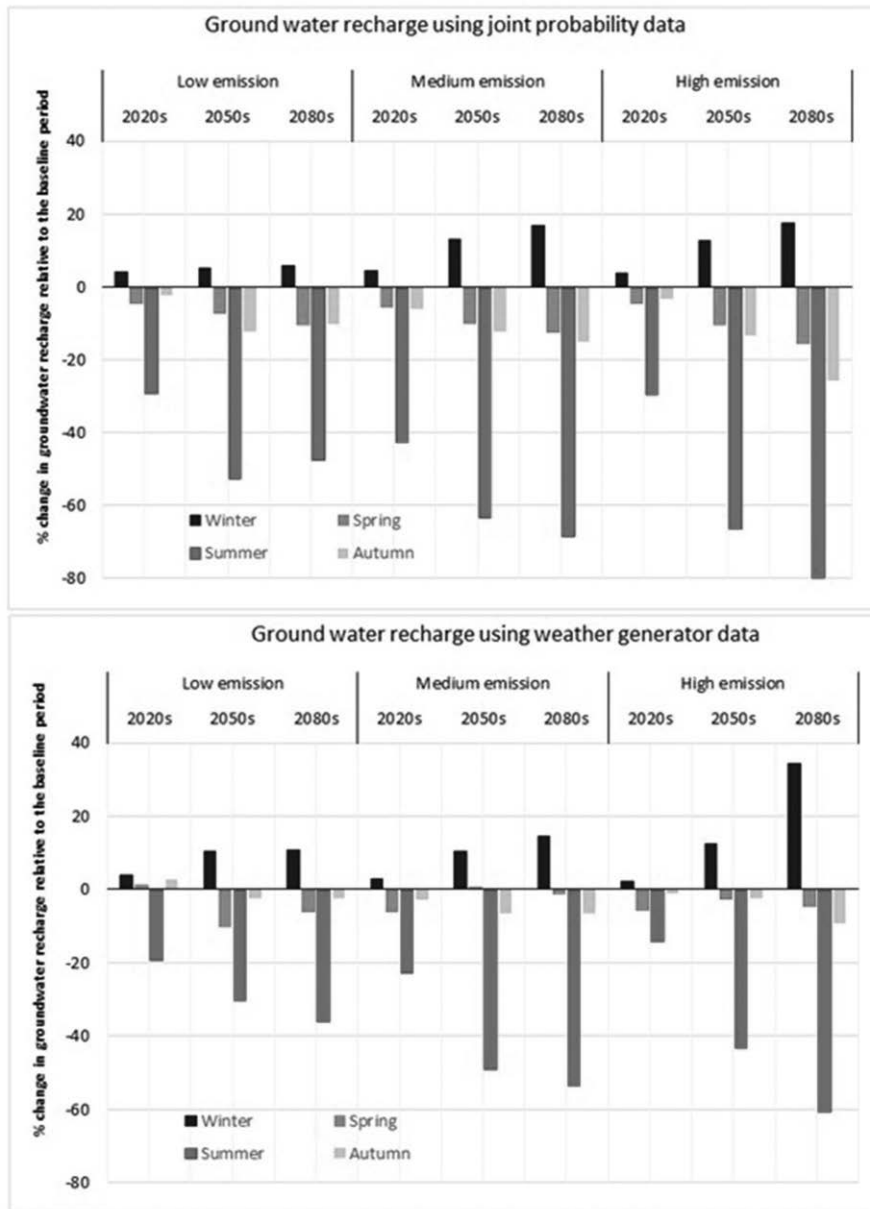 Ground water recharge using joint probability data
Low emission Medium emission High emission
2020s 2050s 2080s 2020s 2050s 2080s 2020s 2050s 2080s
% change in groundwater recharge relative to the baseline period
40
20
0
-20
-40
-60
-80
Winter Spring
Summer Autumn
Ground water recharge using weather generator data
Low emission Medium emission High emission
2020s 2050s 2080s 2020s 2050s 2080s 2020s 2050s 2080s
% change in groundwater recharge relative to the baseline period
40
20
0
-20
-40
-60
-80
Winter Spring
Summer Autumn